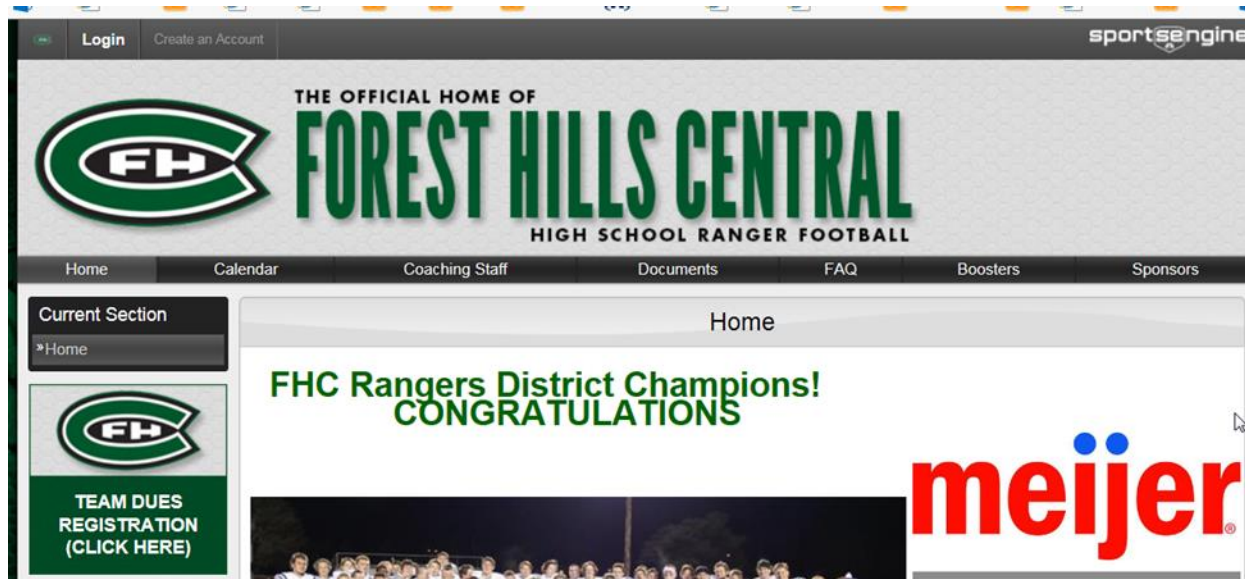 Login Create an Account
sportsengine
THE OFFICIAL HOME OF
FH
FOREST HILLS CENTRAL
HIGH SCHOOL RANGER FOOTBALL
Home Calendar Coaching Staff Documents FAQ Boosters Sponsors
Current Section
»Home
Home
FHC Rangers District Champions!
CONGRATULATIONS
FH
meijer®
TEAM DUES
REGISTRATION
(CLICK HERE)